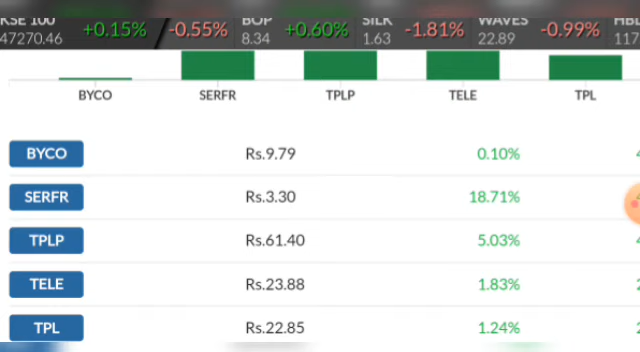 KSE 100 +0.15% -0.55% BOP +0.60% SILK -1.81% WAVES -0.99% HBL
47270.46 8.34 1.63 22.89 117
BYCO SERFR TPLP TELE TPL
BYCO Rs.9.79 0.10%
SERFR Rs.3.30 18.71%
TPLP Rs.61.40 5.03%
TELE Rs.23.88 1.83%
TPL Rs.22.85 1.24%